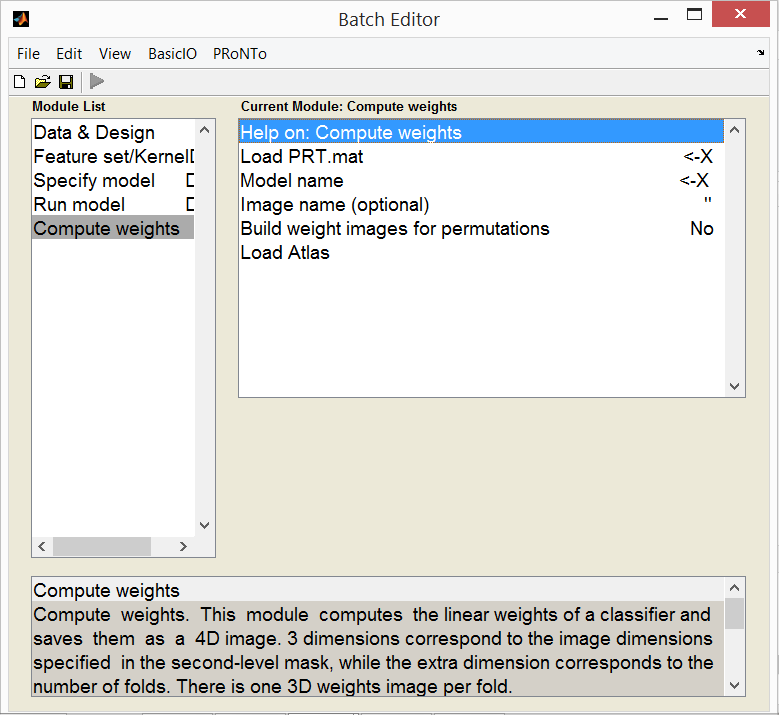 Batch Editor
File Edit View BasicIO PRoNTo
Module List
Data & Design
Feature set/Kernel
Specify model D
Run model D
Compute weights
Current Module: Compute weights
Help on: Compute weights
Load PRT.mat <-X
Model name <-X
Image name (optional) ''
Build weight images for permutations No
Load Atlas
Compute weights
Compute weights. This module computes the linear weights of a classifier and
saves them as a 4D image. 3 dimensions correspond to the image dimensions
specified in the second-level mask, while the extra dimension corresponds to the
number of folds. There is one 3D weights image per fold.